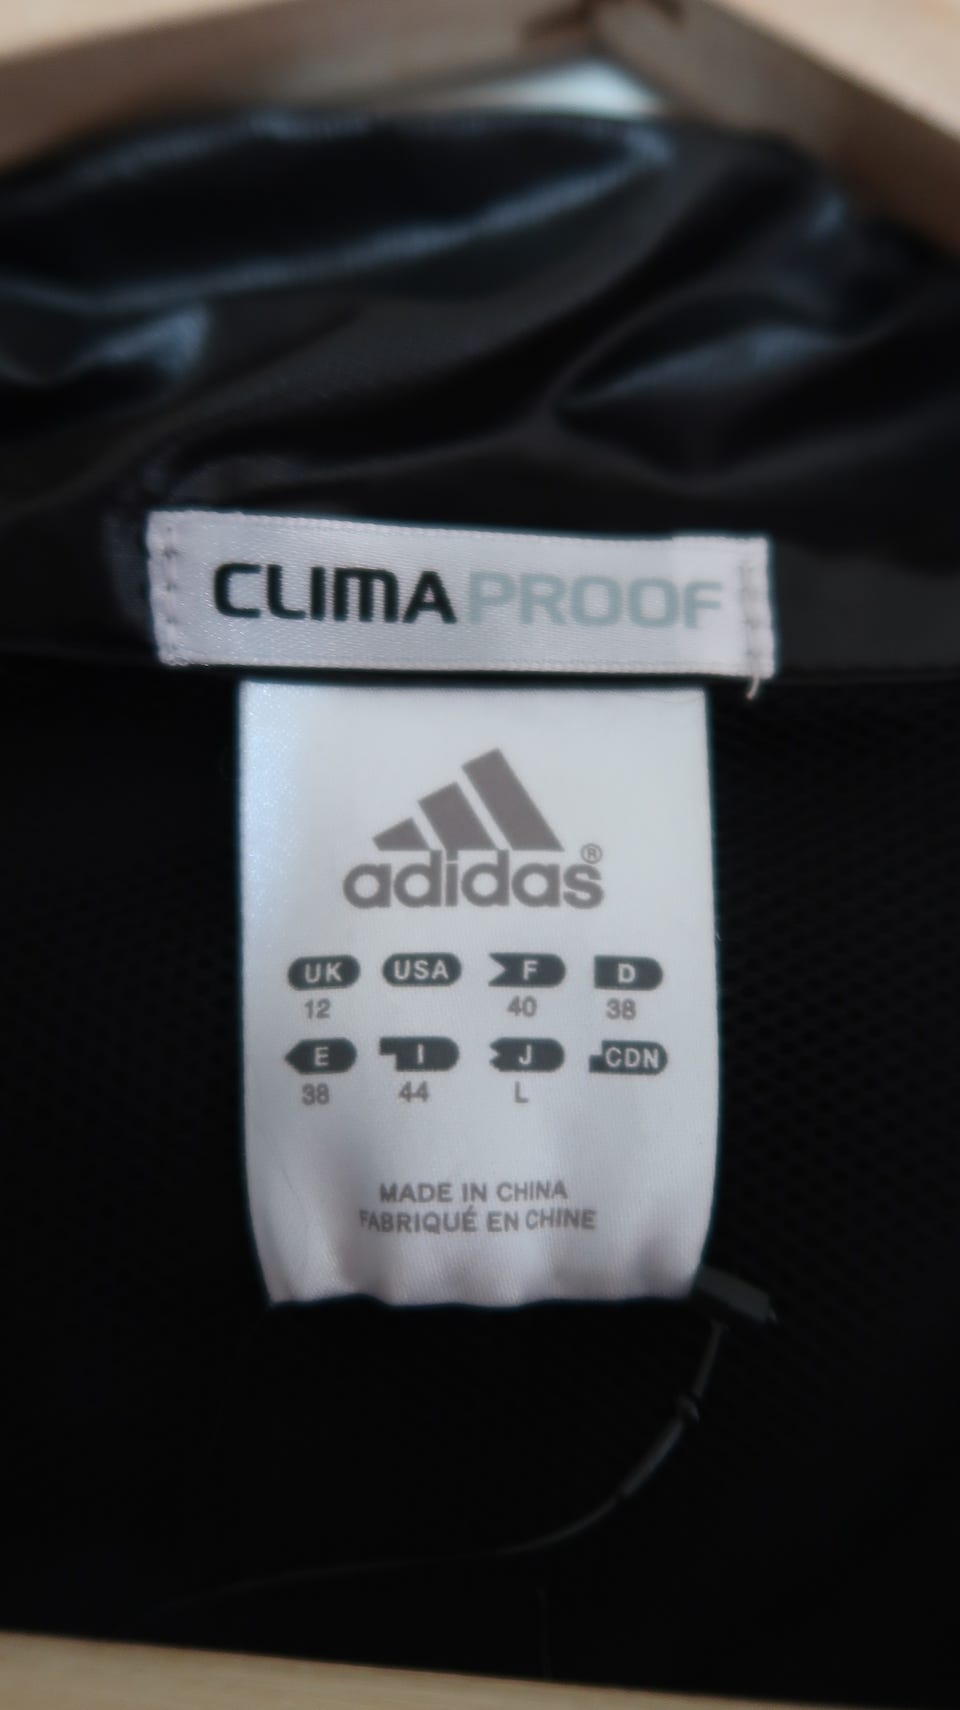 CLIMAPROOF
adidas®
UK USA F D
12 40 38
E I J CDN
38 44 L
MADE IN CHINA
FABRIQUÉ EN CHINE